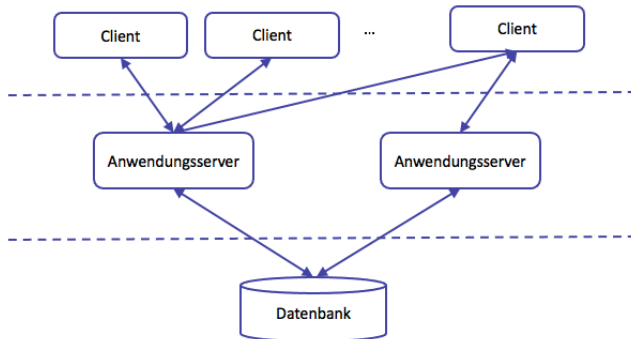 Client
Client
...
Client
Anwendungsserver
Anwendungsserver
Datenbank